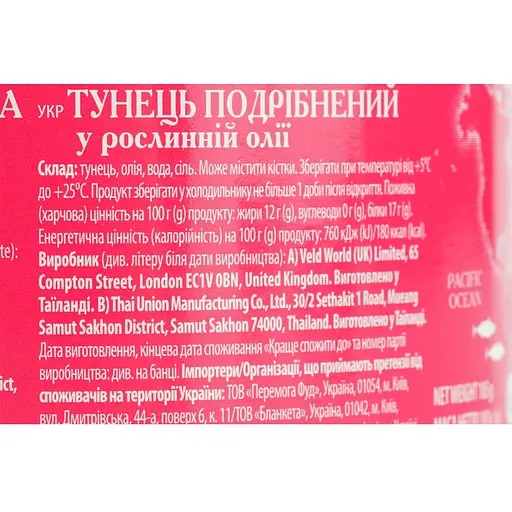 А УКР ТУНЕЦЬ ПОДРІБНЕНИЙ
у рослинній олії
Склад: тунець, олія, вода, сіль. Може містити кістки. Зберігати при температурі від +5°С
до +25°С. Продукт зберігати у холодильнику не більше 1 доби після відкриття. Поживна
(харчова) цінність на 100 г (g) продукту: жири 12 г (g), вуглеводи 0 г (g), білки 17 г (g).
Енергетична цінність (калорійність) на 100 г (g) продукту: 760 кДж (kJ)/180 ккал (kcal).
te):
Виробник (див. літеру біля дати виробництва): A) Veld World (UK) Limited, 65
Compton Street, London EC1V 0BN, United Kingdom. Виготовлено у
Таїланді. B) Thai Union Manufacturing Co., Ltd., 30/2 Sethakit 1 Road, Mueang
Samut Sakhon District, Samut Sakhon 74000, Thailand. Виготовлено у Таїланді.
Дата виготовлення, кінцева дата споживання «Краще спожити до» та номер партії
виробництва: див. на банці. Імпортери/Організації, що приймають претензії від
ict,
споживачів на території України: ТОВ «Перемога Фуд», Україна, 01054, м. Київ,
вул. Дмитрівська, 44-а, поверх 6, к. 11/ТОВ «Бланкета», Україна, 01042, м. Київ,
PACIFIC
OCEAN
NET WEIGHT
МАСА НЕТТО